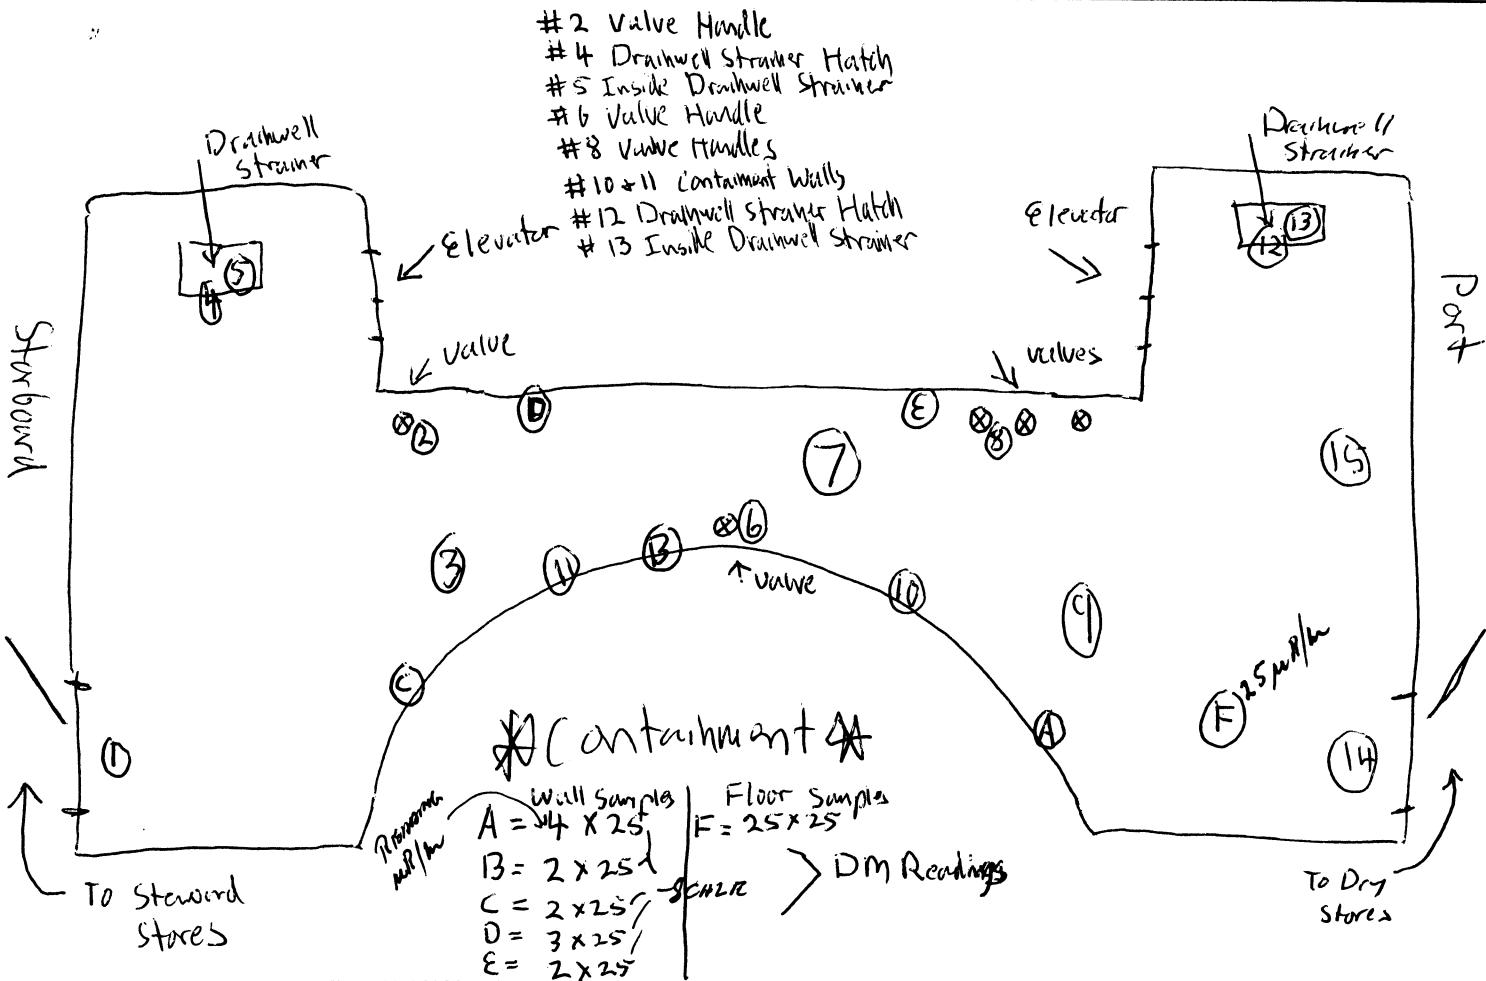 #2 Valve Handle
#4 Drainwell Strainer Hatch
#5 Inside Drainwell Strainer
#6 Valve Handle
#8 Valve Handles
#10 & 11 Containment Walls
#12 Drainwell Strainer Hatch
#13 Inside Drainwell Strainer
Drainwell
Strainer
Drainwell
Strainer
Elevator
Elevator
5
4
13
12
Starboard
Port
Valve
Valves
D
E
2
8
7
15
6
3
11
B
valve
10
9
C
25 µR/hr
F
A
1
14
*Containment*
Wall Samples
Floor Samples
µR/hr
A = 4 x 25
F = 25 x 25
B = 2 x 25
C = 2 x 25
D = 3 x 25
E = 2 x 25
DM Readings
To Steward
Stores
To Dry
Stores